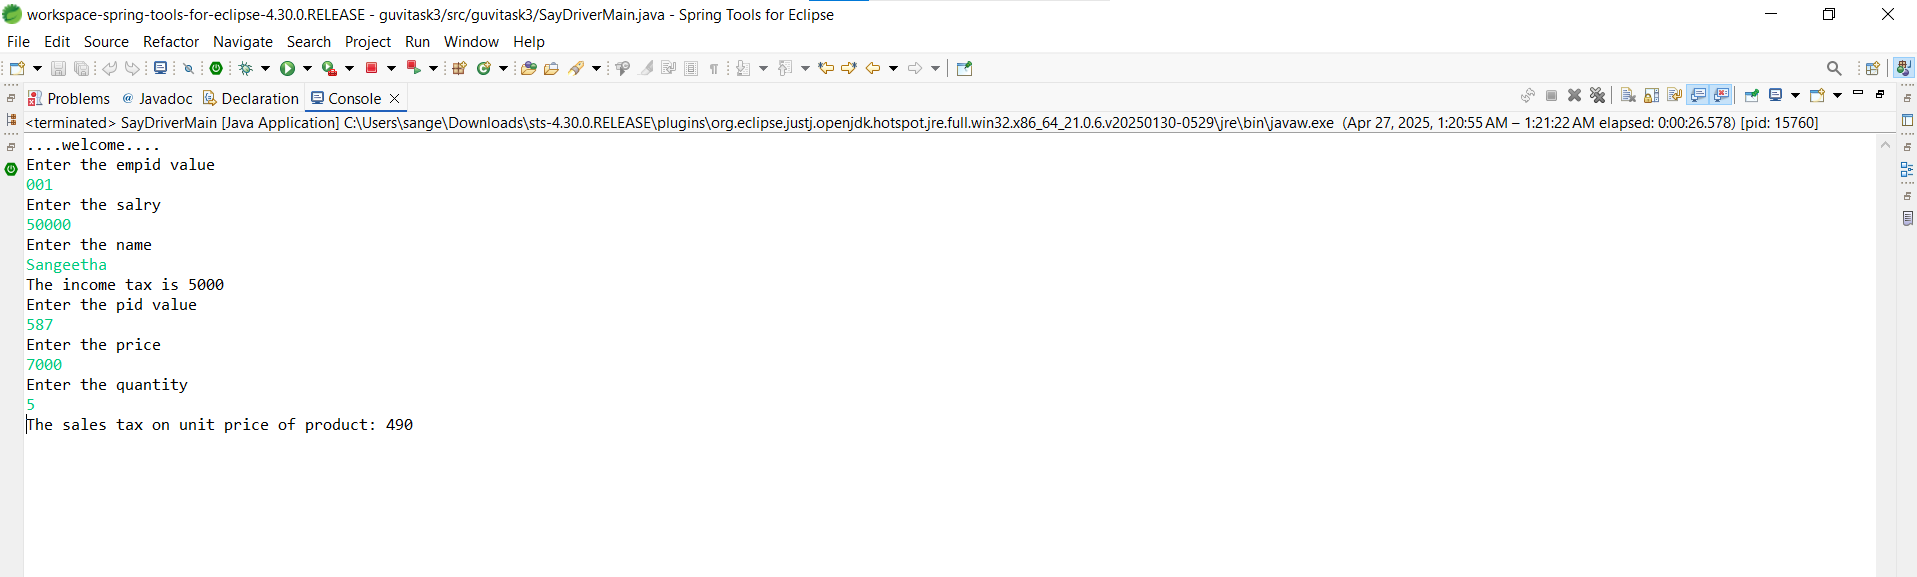 workspace-spring-tools-for-eclipse-4.30.0.RELEASE - guvitask3/src/guvitask3/SayDriverMain.java - Spring Tools for Eclipse
File Edit Source Refactor Navigate Search Project Run Window Help
Problems @ Javadoc Declaration Console
<terminated> SayDriverMain [Java Application] C:\Users\sange\Downloads\sts-4.30.0.RELEASE\plugins\org.eclipse.justj.openjdk.hotspot.jre.full.win32.x86_64_21.0.6.v20250130-0529\jre\bin\javaw.exe (Apr 27, 2025, 1:20:55 AM – 1:21:22 AM elapsed: 0:00:26.578) [pid: 15760]
....welcome....
Enter the empid value
001
Enter the salry
50000
Enter the name
Sangeetha
The income tax is 5000
Enter the pid value
587
Enter the price
7000
Enter the quantity
5
The sales tax on unit price of product: 490